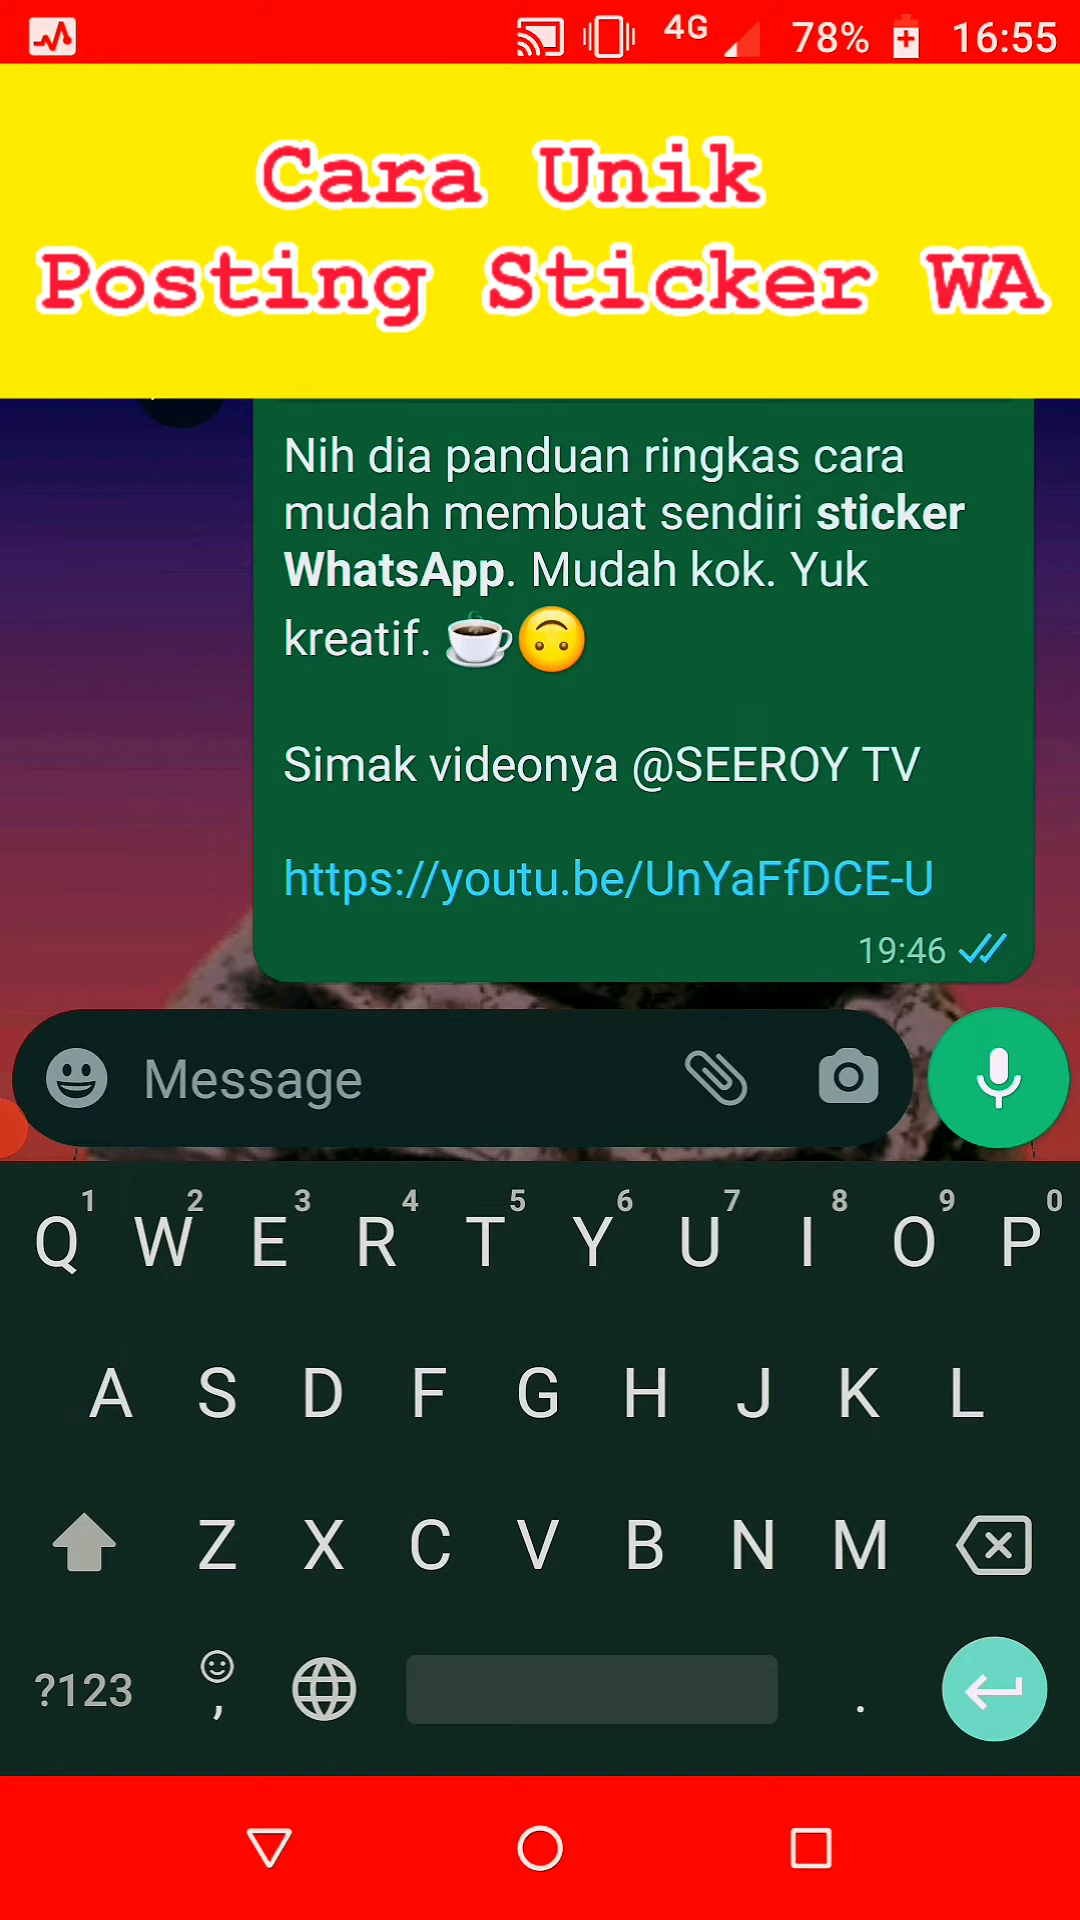 4G 78% 16:55
Cara Unik
Posting Sticker WA
Nih dia panduan ringkas cara
mudah membuat sendiri sticker
WhatsApp. Mudah kok. Yuk
kreatif. ☕🙃
Simak videonya @SEEROY TV
https://youtu.be/UnYaFfDCE-U
19:46
Message
1 2 3 4 5 6 7 8 9 0
Q W E R T Y U I O P
A S D F G H J K L
Z X C V B N M
?123 , .